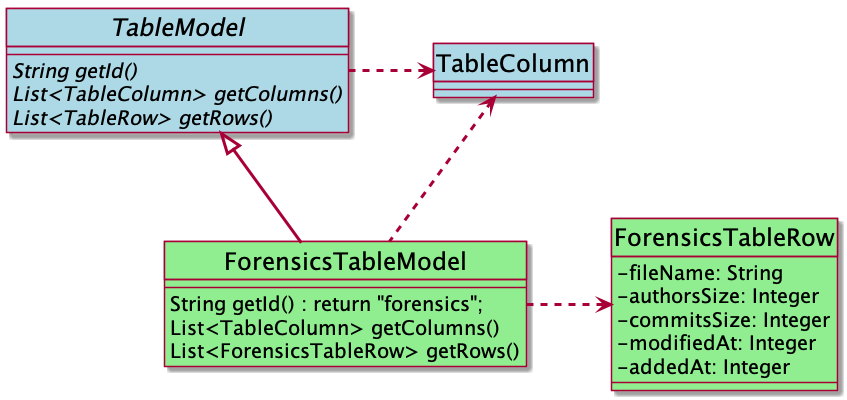 TableModel
String getId()
List<TableColumn> getColumns()
List<TableRow> getRows()
TableColumn
ForensicsTableModel
String getId() : return "forensics";
List<TableColumn> getColumns()
List<ForensicsTableRow> getRows()
ForensicsTableRow
-fileName: String
-authorsSize: Integer
-commitsSize: Integer
-modifiedAt: Integer
-addedAt: Integer